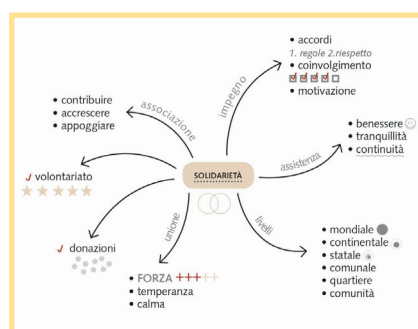 • accordi
1. regole 2.riespetto
• coinvolgimento
• motivazione
impegno
associazione
• contribuire
• accrescere
• appoggiare
• benessere
• tranquillità
• continuità
assistenza
SOLIDARIETÀ
volontariato
unione
livelli
donazioni
• mondiale
• continentale
• statale
• comunale
• quartiere
• comunità
• FORZA +++++
• temperanza
• calma